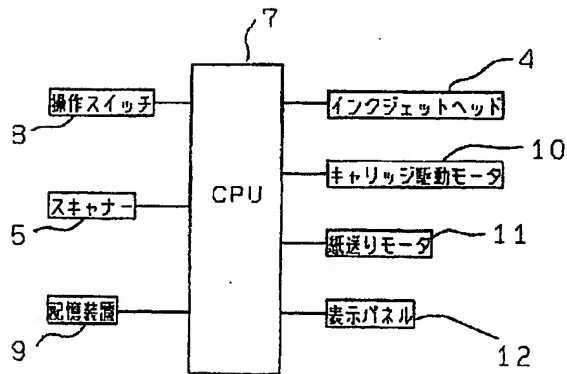 7
操作スイッチ
8
スキャナー
5
記憶装置
9
CPU
4
インクジェットヘッド
10
キャリッジ駆動モータ
11
紙送りモータ
12
表示パネル